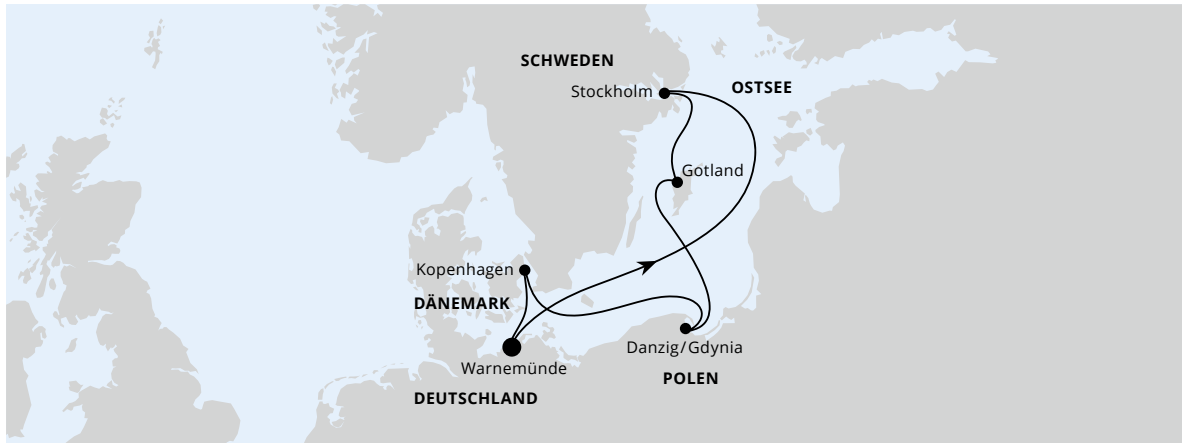 SCHWEDEN
Stockholm
OSTSEE
Gotland
Kopenhagen
DÄNEMARK
Danzig/Gdynia
Warnemünde
POLEN
DEUTSCHLAND